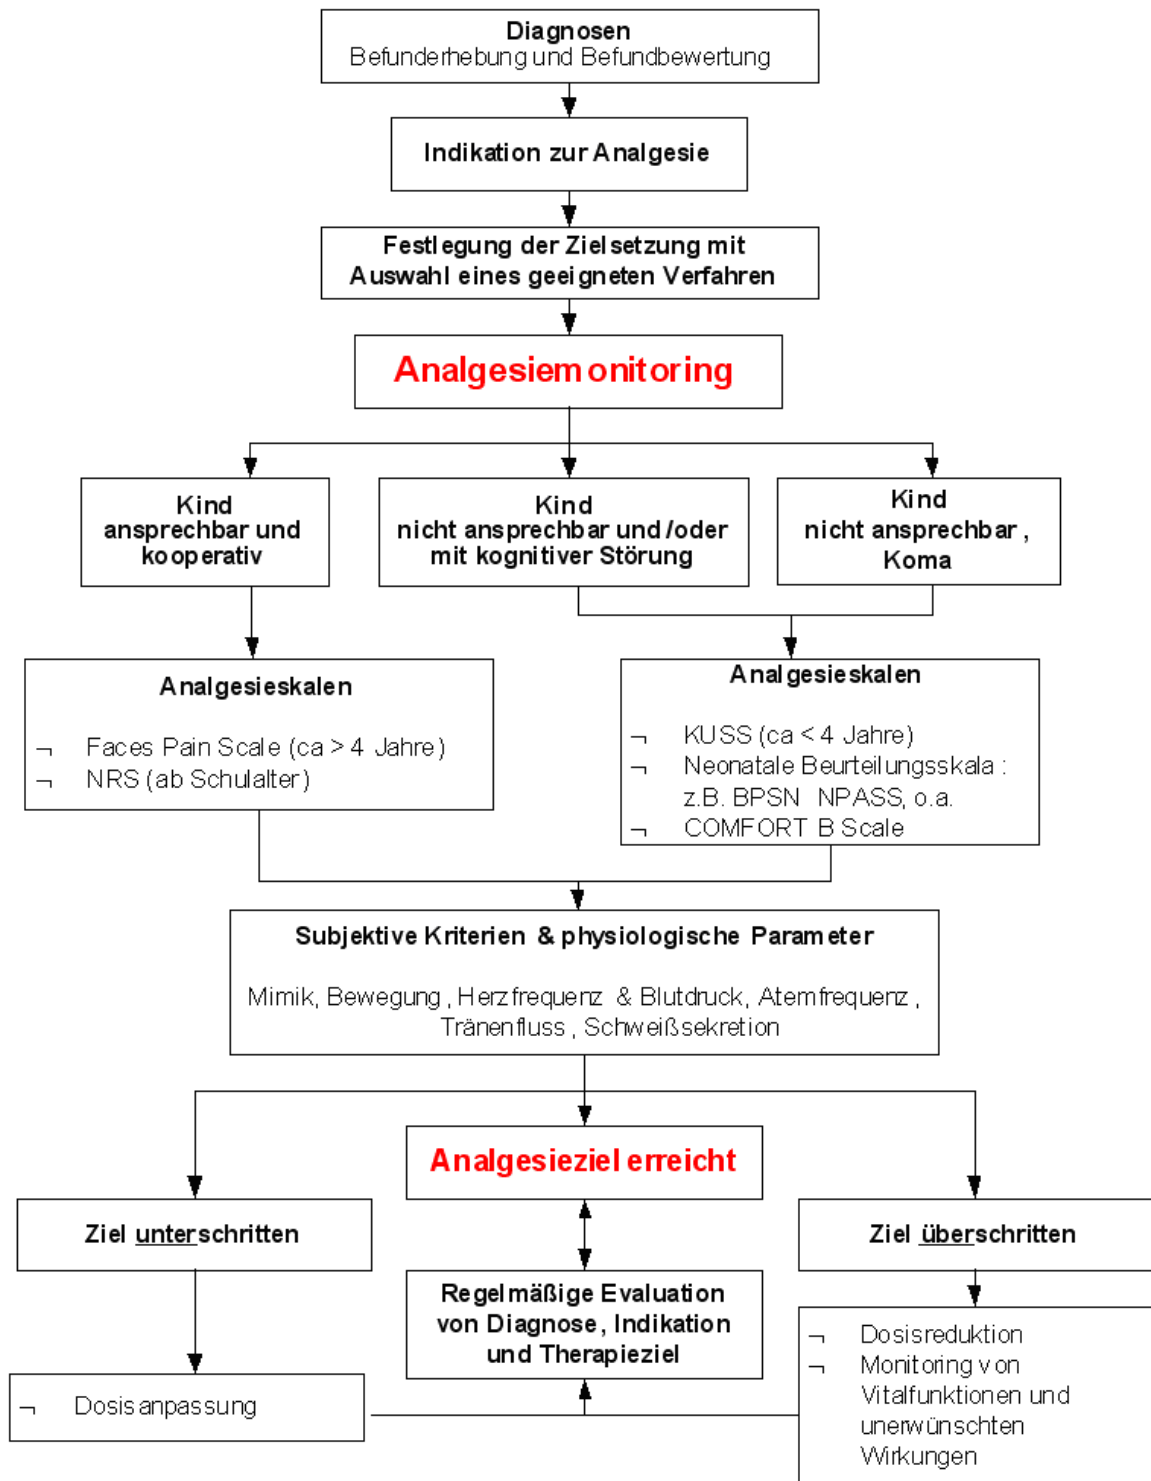 Diagnosen
Befunderhebung und Befundbewertung
Indikation zur Analgesie
Festlegung der Zielsetzung mit
Auswahl eines geeigneten Verfahren
Analgesiemonitoring
Kind
ansprechbar und
kooperativ
Kind
nicht ansprechbar und /oder
mit kognitiver Störung
Kind
nicht ansprechbar ,
Koma
Analgesieskalen
¬ Faces Pain Scale (ca > 4 Jahre)
¬ NRS (ab Schulalter)
Analgesieskalen
¬ KUSS (ca < 4 Jahre)
¬ Neonatale Beurteilungsskala :
z.B. BPSN NPASS, o.a.
¬ COMFORT B Scale
Subjektive Kriterien & physiologische Parameter
Mimik, Bewegung , Herzfrequenz & Blutdruck, Atemfrequenz ,
Tränenfluss , Schweißsekretion
Analgesieziel erreicht
Ziel unterschritten
Ziel überschritten
Regelmäßige Evaluation
von Diagnose, Indikation
und Therapieziel
¬ Dosisanpassung
¬ Dosisreduktion
¬ Monitoring von
Vitalfunktionen und
unerwünschten
Wirkungen